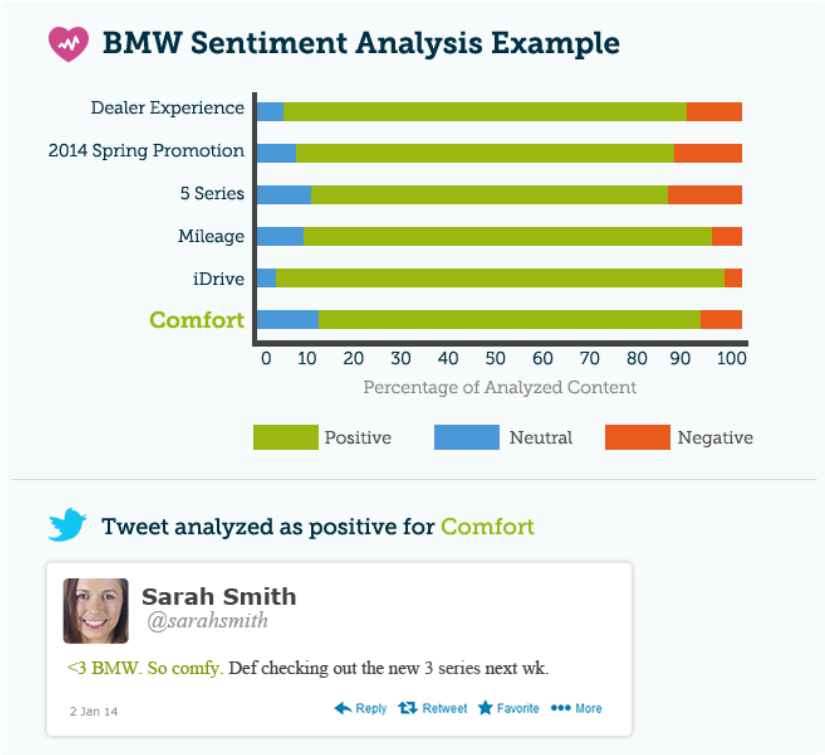 BMW Sentiment Analysis Example
Dealer Experience
2014 Spring Promotion
5 Series
Mileage
iDrive
Comfort
0 10 20 30 40 50 60 70 80 90 100
Percentage of Analyzed Content
Positive Neutral Negative
Tweet analyzed as positive for Comfort
Sarah Smith
@sarahsmith
<3 BMW. So comfy. Def checking out the new 3 series next wk.
2 Jan 14 Reply Retweet Favorite More